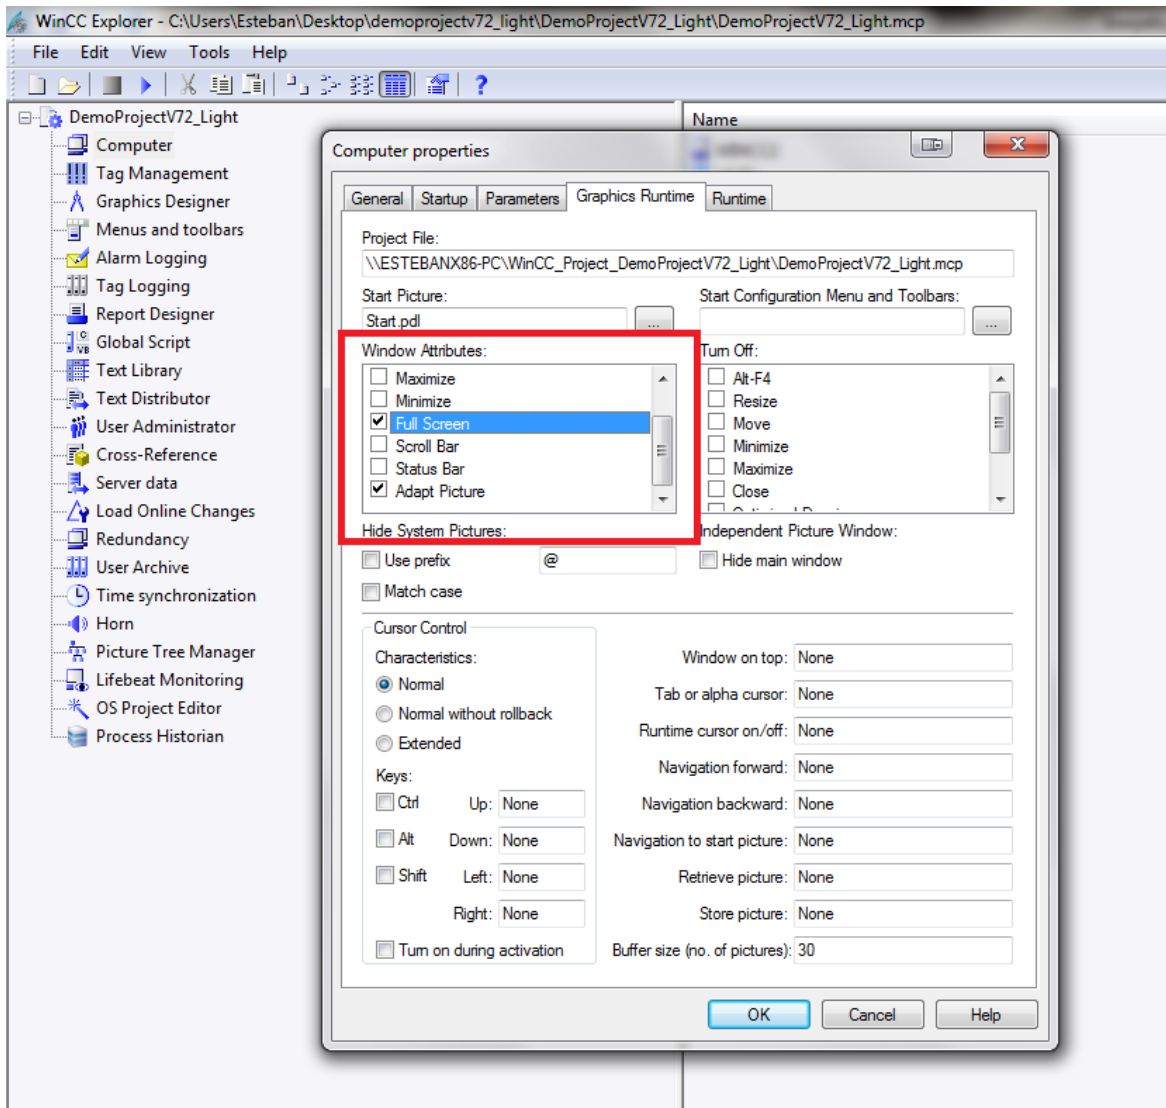 WinCC Explorer - C:\Users\Esteban\Desktop\demoprojectv72_light\DemoProjectV72_Light\DemoProjectV72_Light.mcp
File Edit View Tools Help
DemoProjectV72_Light
Computer
Tag Management
Graphics Designer
Menus and toolbars
Alarm Logging
Tag Logging
Report Designer
Global Script
Text Library
Text Distributor
User Administrator
Cross-Reference
Server data
Load Online Changes
Redundancy
User Archive
Time synchronization
Horn
Picture Tree Manager
Lifebeat Monitoring
OS Project Editor
Process Historian
Name
Computer properties
General Startup Parameters Graphics Runtime Runtime
Project File:
\\ESTEBANX86-PC\WinCC_Project_DemoProjectV72_Light\DemoProjectV72_Light.mcp
Start Picture: Start Configuration Menu and Toolbars:
Start.pdl ... ...
Window Attributes: Turn Off:
Maximize Alt-F4
Minimize Resize
Full Screen Move
Scroll Bar Minimize
Status Bar Maximize
Adapt Picture Close
Hide System Pictures: Independent Picture Window:
Use prefix @ Hide main window
Match case
Cursor Control
Characteristics: Window on top: None
Normal Tab or alpha cursor: None
Normal without rollback Runtime cursor on/off: None
Extended Navigation forward: None
Keys:
Ctrl Up: None Navigation backward: None
Alt Down: None Navigation to start picture: None
Shift Left: None Retrieve picture: None
Right: None Store picture: None
Turn on during activation Buffer size (no. of pictures): 30
OK Cancel Help